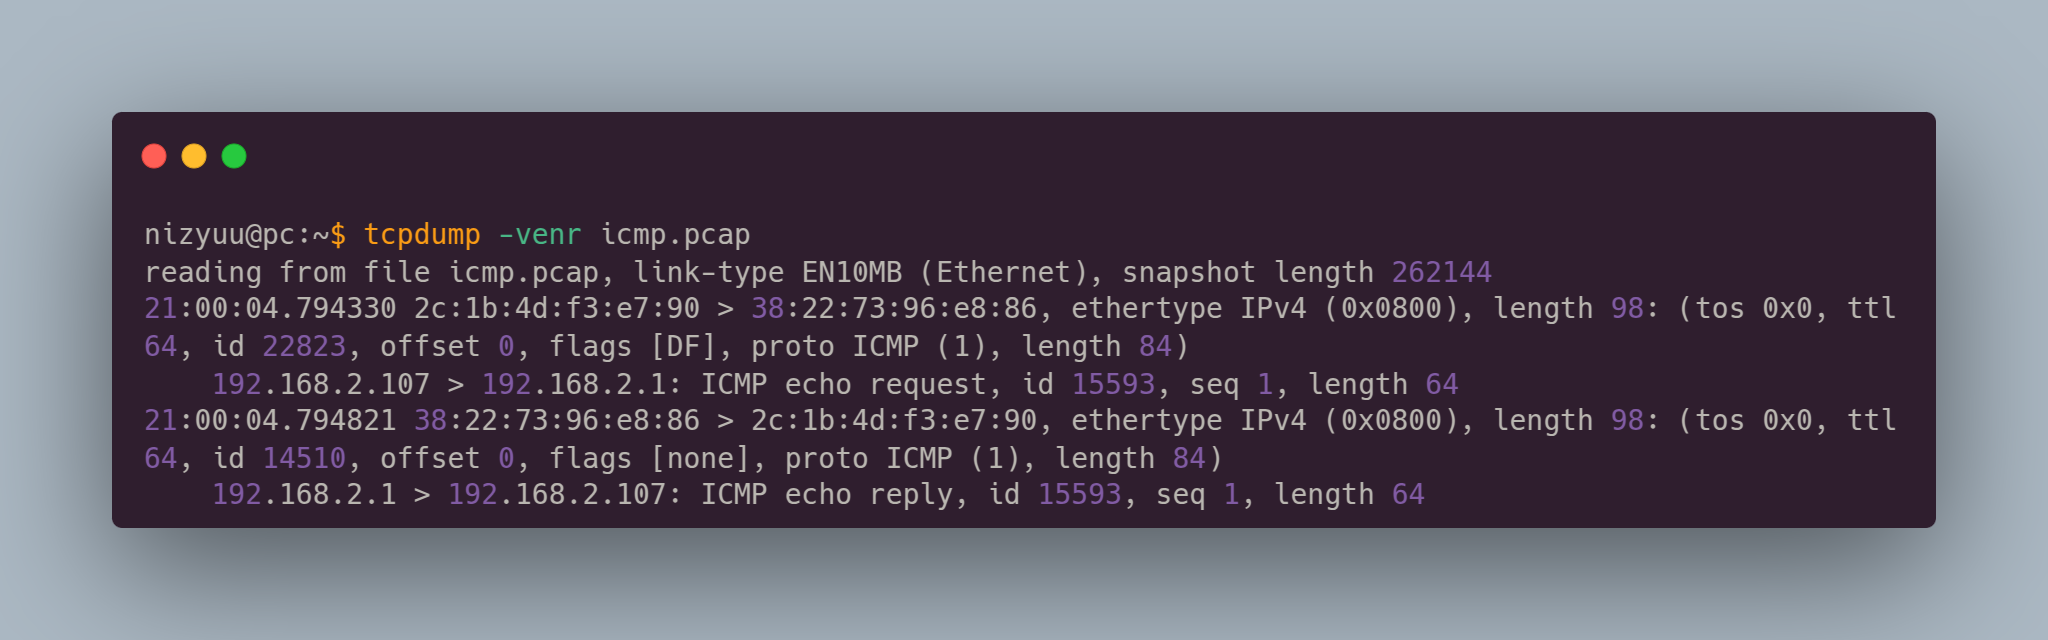 nizyuu@pc:~$ tcpdump -venr icmp.pcap
reading from file icmp.pcap, link-type EN10MB (Ethernet), snapshot length 262144
21:00:04.794330 2c:1b:4d:f3:e7:90 > 38:22:73:96:e8:86, ethertype IPv4 (0x0800), length 98: (tos 0x0, ttl
64, id 22823, offset 0, flags [DF], proto ICMP (1), length 84)
    192.168.2.107 > 192.168.2.1: ICMP echo request, id 15593, seq 1, length 64
21:00:04.794821 38:22:73:96:e8:86 > 2c:1b:4d:f3:e7:90, ethertype IPv4 (0x0800), length 98: (tos 0x0, ttl
64, id 14510, offset 0, flags [none], proto ICMP (1), length 84)
    192.168.2.1 > 192.168.2.107: ICMP echo reply, id 15593, seq 1, length 64